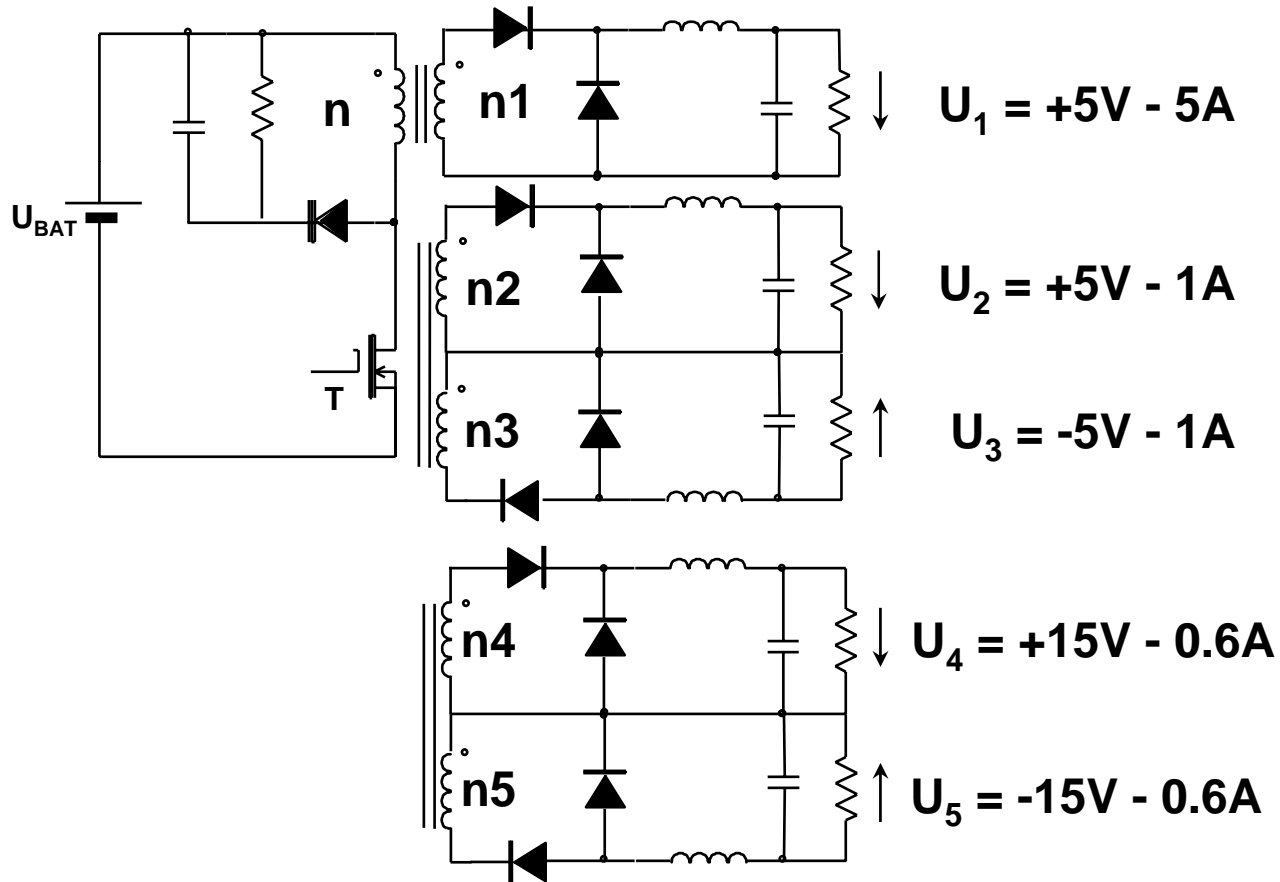 n
n1
U₁ = +5V - 5A
U_BAT
n2
U₂ = +5V - 1A
T
n3
U₃ = -5V - 1A
n4
U₄ = +15V - 0.6A
n5
U₅ = -15V - 0.6A